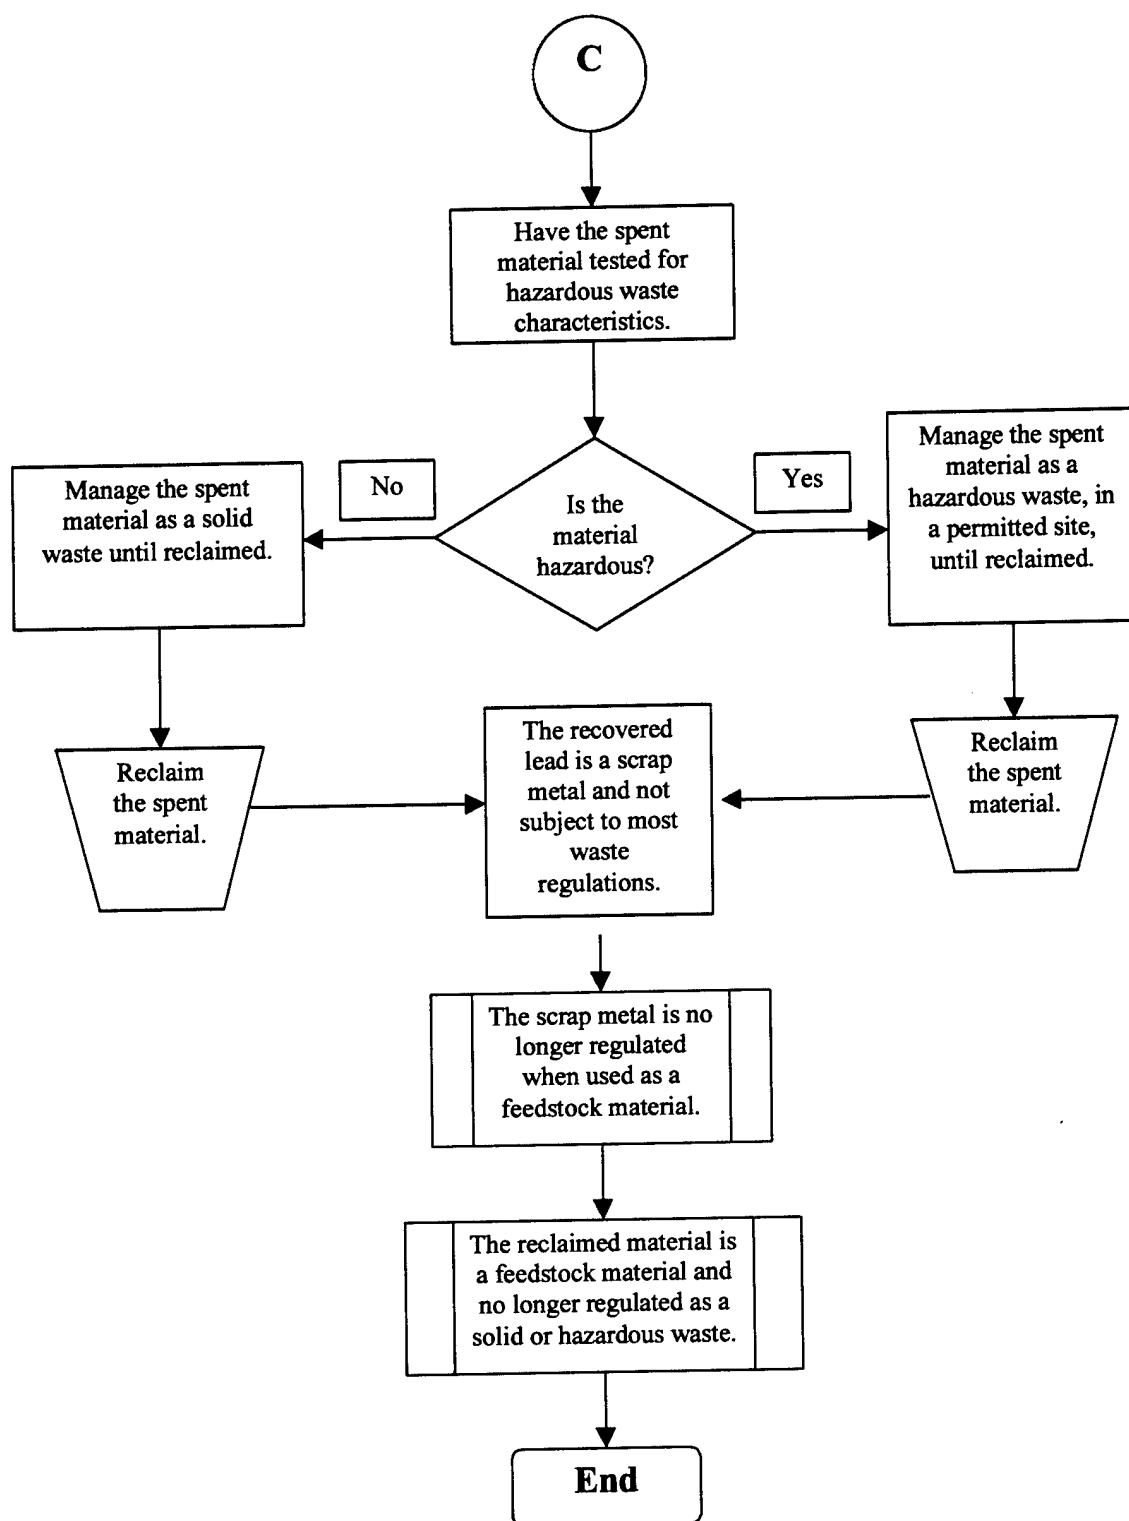 C
Have the spent
material tested for
hazardous waste
characteristics.
Is the
material
hazardous?
No
Yes
Manage the spent
material as a solid
waste until reclaimed.
Manage the spent
material as a
hazardous waste, in
a permitted site,
until reclaimed.
Reclaim
the spent
material.
The recovered
lead is a scrap
metal and not
subject to most
waste
regulations.
Reclaim
the spent
material.
The scrap metal is no
longer regulated
when used as a
feedstock material.
The reclaimed material is
a feedstock material and
no longer regulated as a
solid or hazardous waste.
End